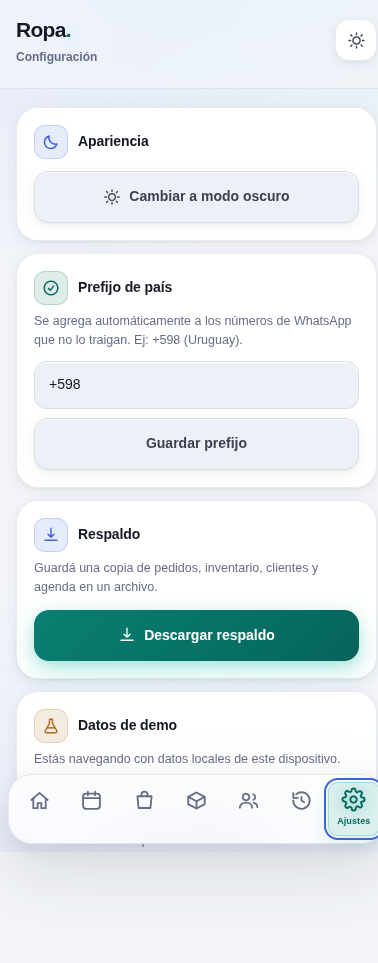 Ropa.
Configuración
Apariencia
Cambiar a modo oscuro
Prefijo de país
Se agrega automáticamente a los números de WhatsApp
que no lo traigan. Ej: +598 (Uruguay).
+598
Guardar prefijo
Respaldo
Guardá una copia de pedidos, inventario, clientes y
agenda en un archivo.
Descargar respaldo
Datos de demo
Estás navegando con datos locales de este dispositivo.
Ajustes